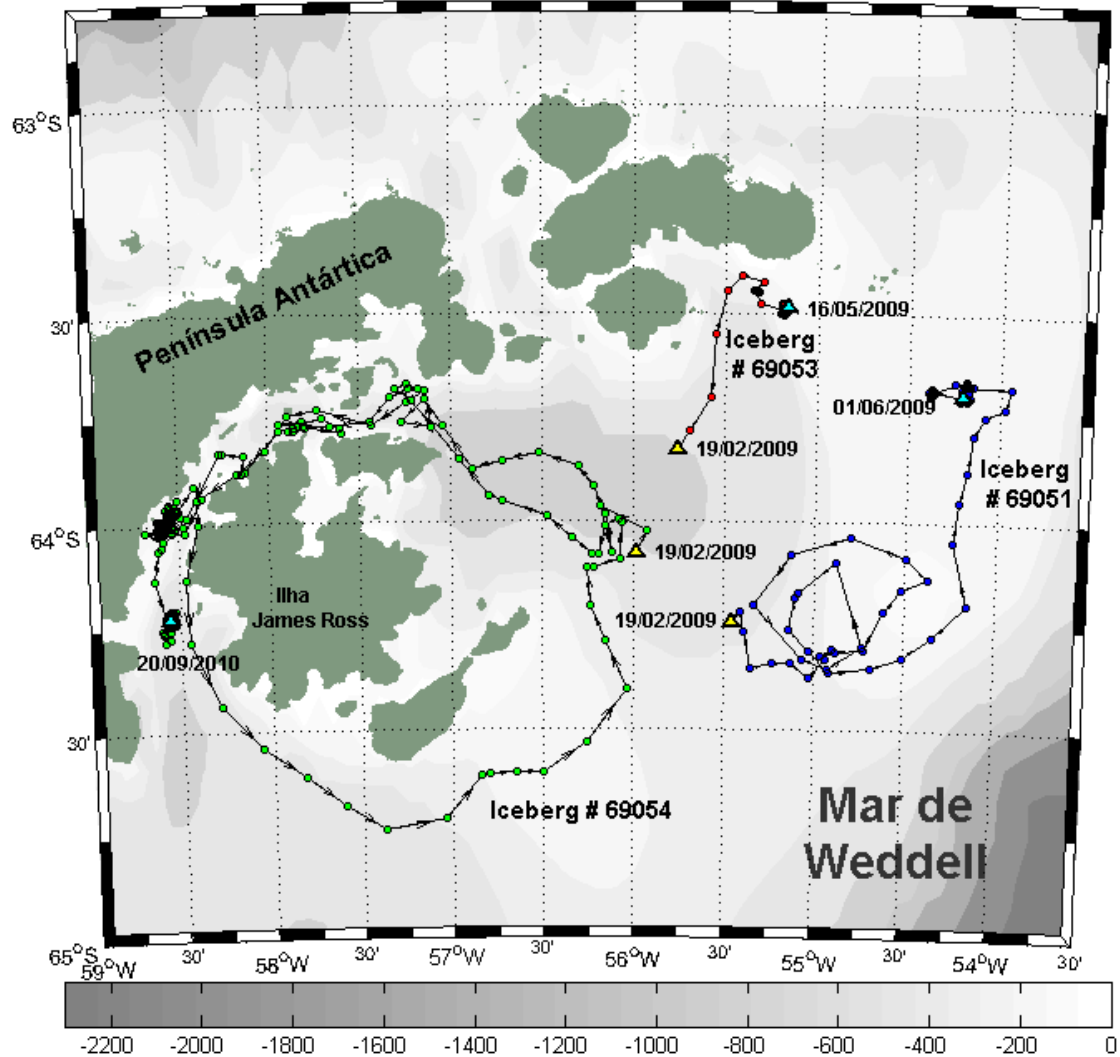 63°S
Península Antártica
30'
16/05/2009
Iceberg
# 69053
01/06/2009
19/02/2009
Iceberg
# 69051
64°S
19/02/2009
Ilha
James Ross
19/02/2009
20/09/2010
30'
Iceberg # 69054
Mar de
Weddell
65°S
59°W
30'
58°W
30'
57°W
30'
56°W
30'
55°W
30'
54°W
30'
-2200
-2000
-1800
-1600
-1400
-1200
-1000
-800
-600
-400
-200
0